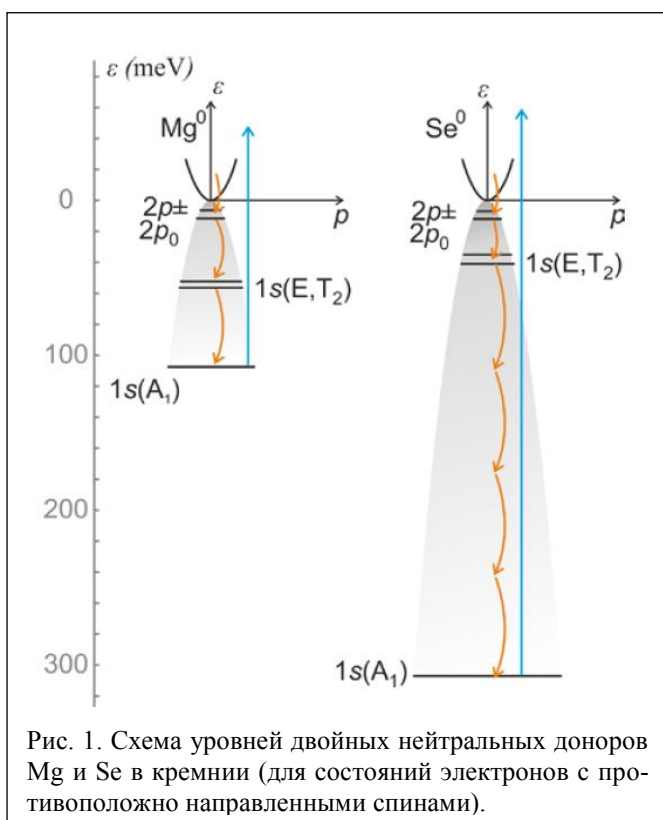 ε (meV)
ε
ε
Mg⁰
Se⁰
0
2p±
2p₀
p
2p±
2p₀
p
1s(E,T₂)
1s(E,T₂)
100
1s(A₁)
200
300
1s(A₁)
Рис. 1. Схема уровней двойных нейтральных доноров
Mg и Se в кремнии (для состояний электронов с про-
тивоположно направленными спинами).